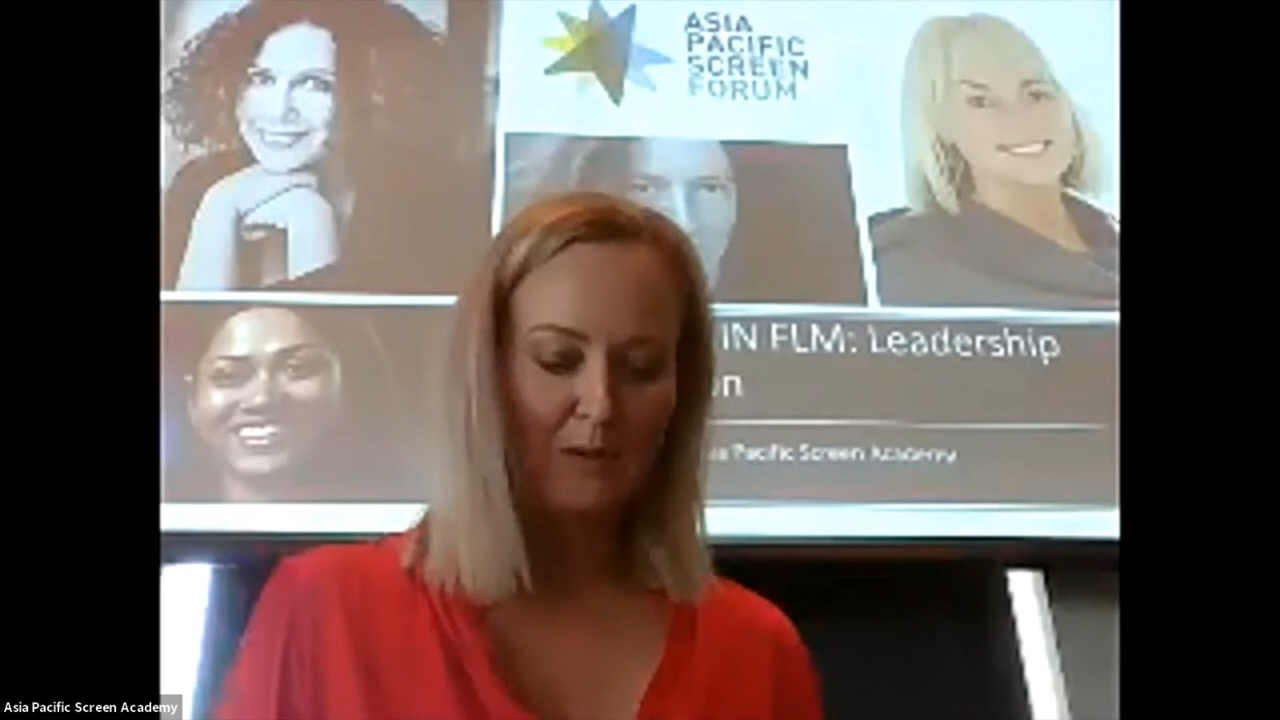 ASIA
PACIFIC
SCREEN
FORUM
IN FLM: Leadership
on
Pacific Screen Academy
Asia Pacific Screen Academy